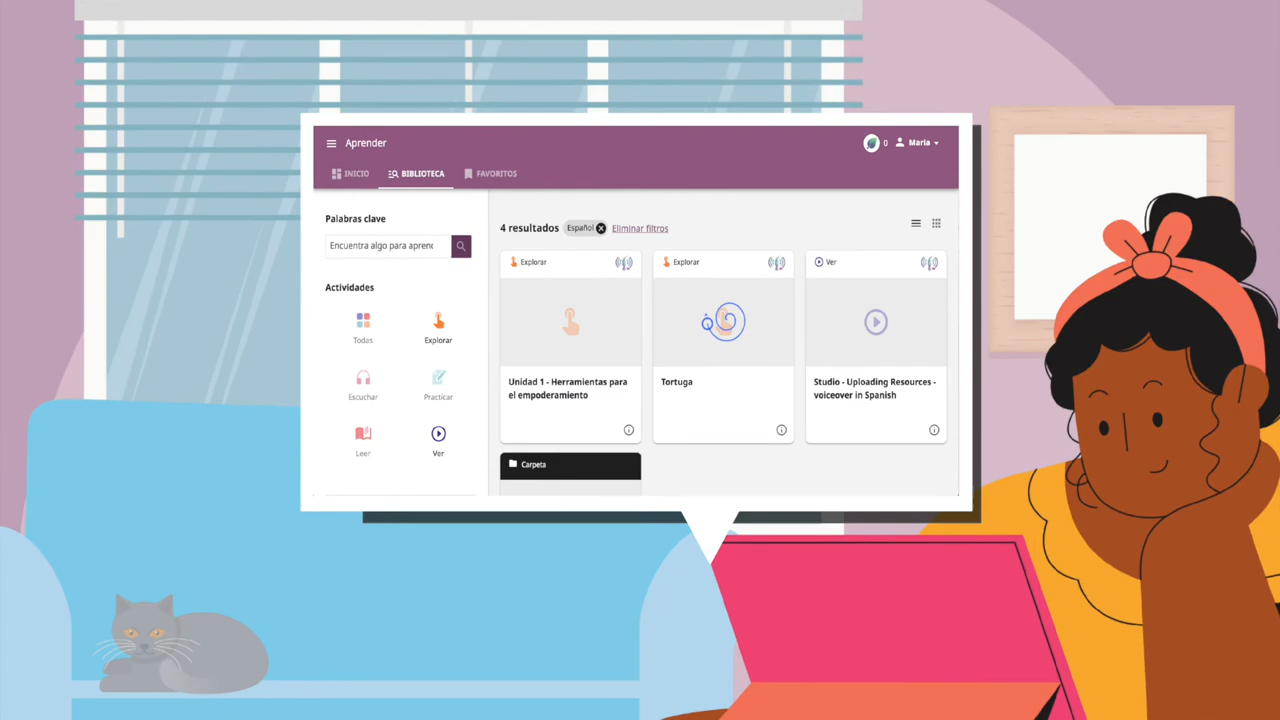 Aprender
0 Maria
INICIO BIBLIOTECA FAVORITOS
Palabras clave
Encuentra algo para aprenc
Actividades
Todas Explorar
Escuchar Practicar
Leer Ver
4 resultados Español Eliminar filtros
Explorar
Unidad 1 - Herramientas para
el empoderamiento
Explorar
Tortuga
Ver
Studio - Uploading Resources -
voiceover in Spanish
Carpeta